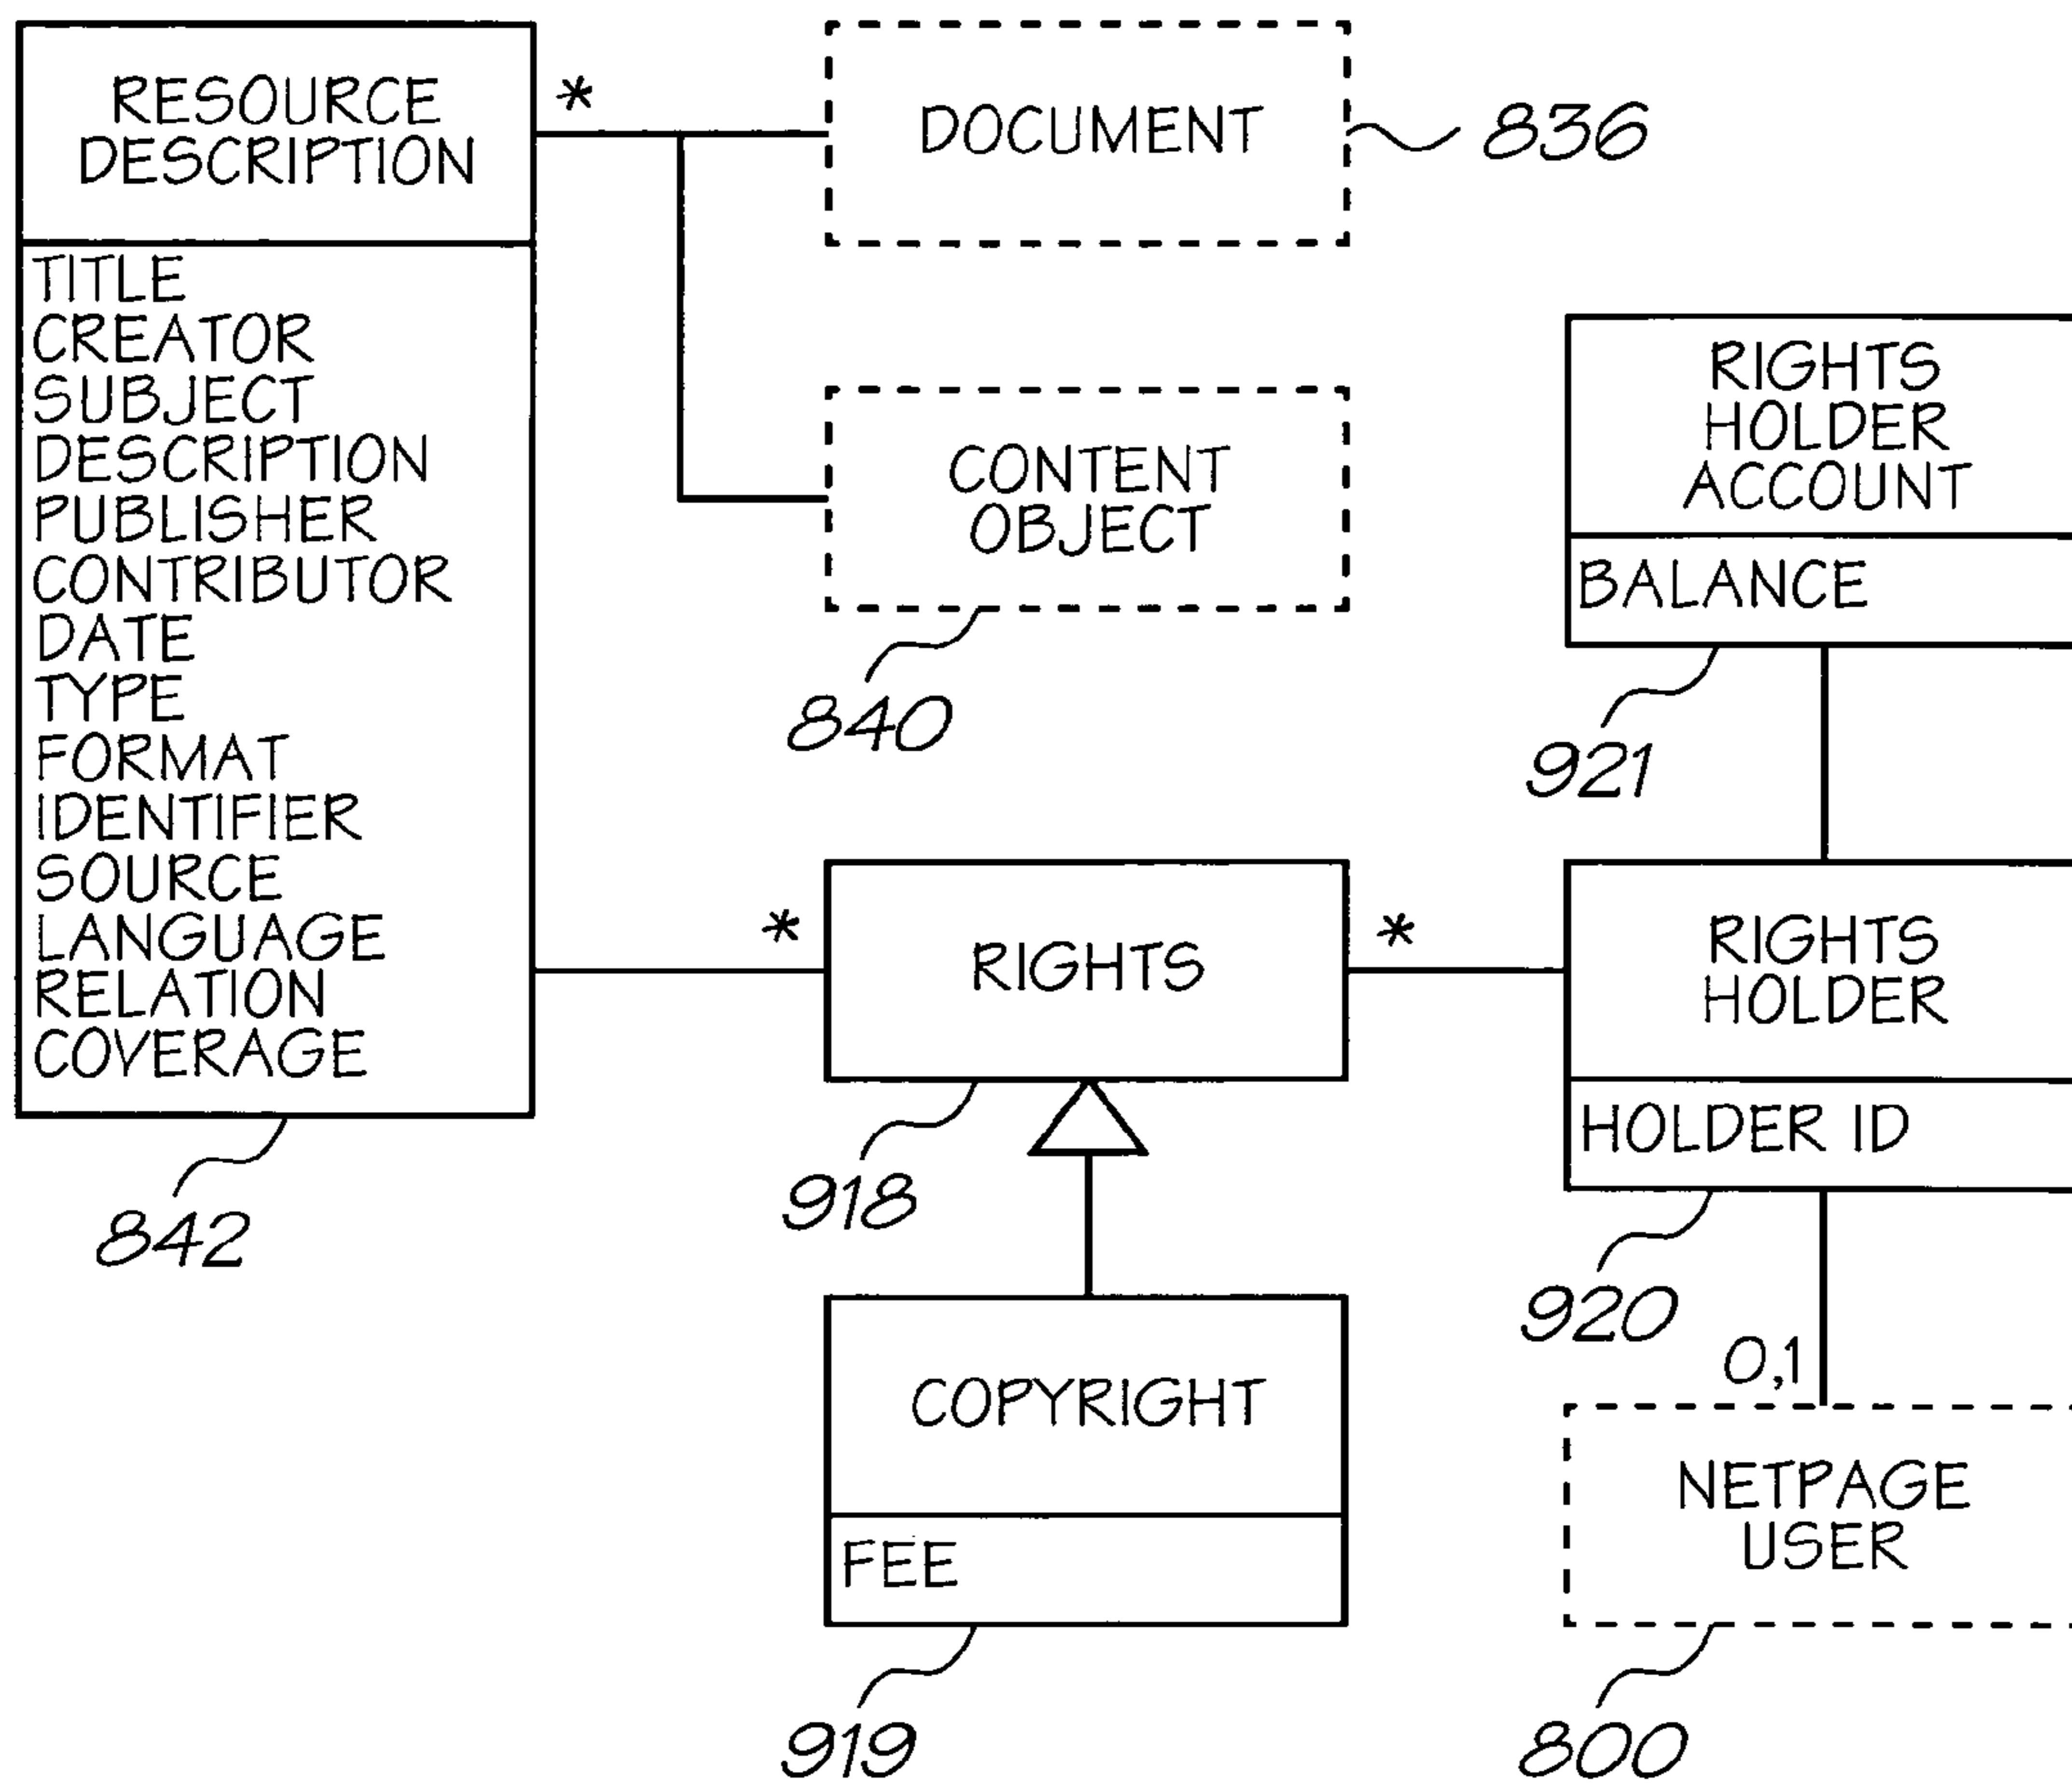 RESOURCE
DESCRIPTION
TITLE
CREATOR
SUBJECT
DESCRIPTION
PUBLISHER
CONTRIBUTOR
DATE
TYPE
FORMAT
IDENTIFIER
SOURCE
LANGUAGE
RELATION
COVERAGE
842
*
DOCUMENT
836
CONTENT
OBJECT
840
RIGHTS
HOLDER
ACCOUNT
BALANCE
921
*
RIGHTS
*
918
RIGHTS
HOLDER
HOLDER ID
920
0,1
COPYRIGHT
FEE
919
NETPAGE
USER
800